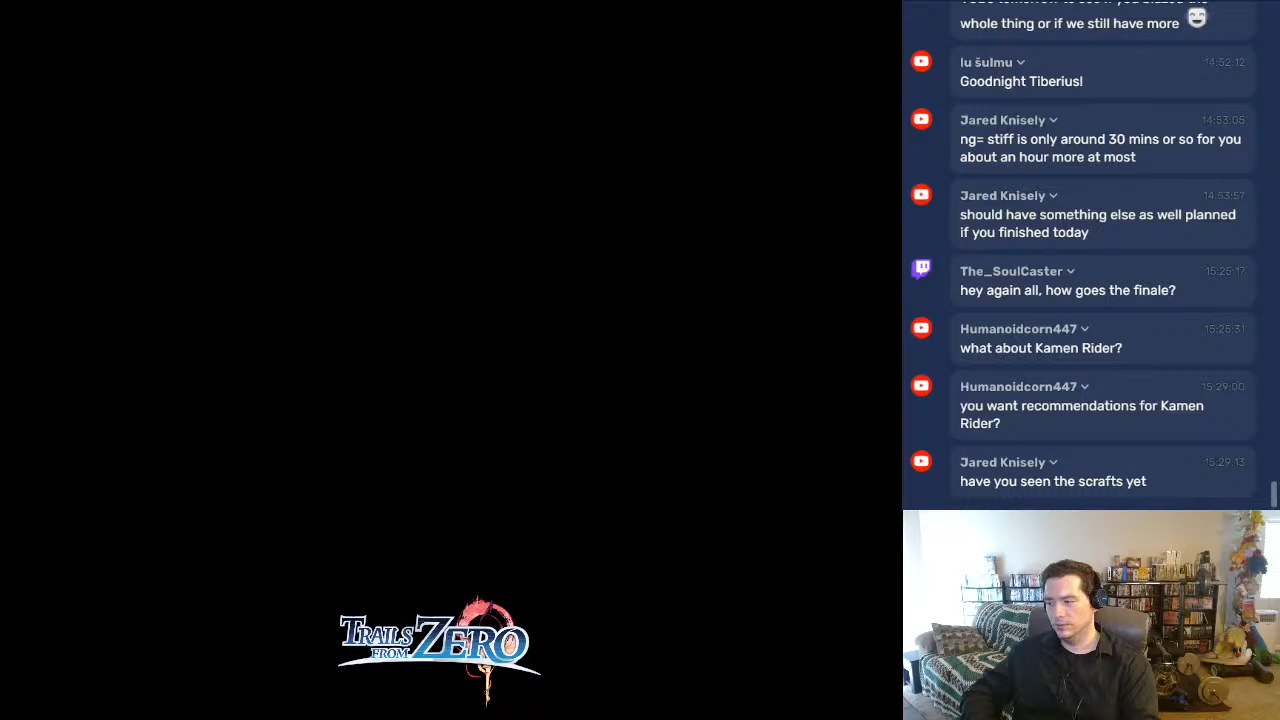 whole thing or if we still have more
lu šulmu
14:52:12
Goodnight Tiberius!
Jared Knisely
14:53:05
ng= stiff is only around 30 mins or so for you
about an hour more at most
Jared Knisely
14:53:57
should have something else as well planned
if you finished today
The_SoulCaster
15:25:17
hey again all, how goes the finale?
Humanoidcorn447
15:25:31
what about Kamen Rider?
Humanoidcorn447
15:29:00
you want recommendations for Kamen
Rider?
Jared Knisely
15:29:13
have you seen the scrafts yet
TRAILS
FROM ZERO